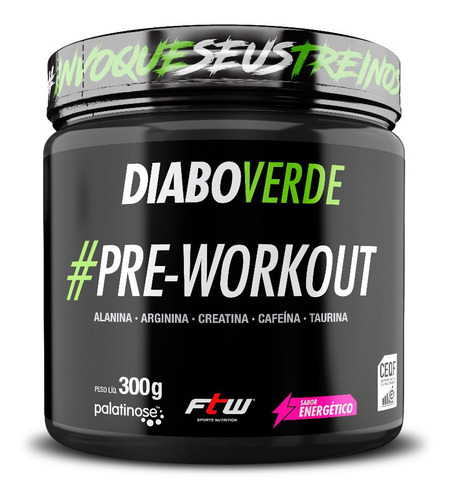 #INVOQUESEUSTREINOS
DIABOVERDE
#PRE-WORKOUT
ALANINA • ARGININA • CREATINA • CAFEÍNA • TAURINA
PESO LÍQ. 300g
palatinose
FTW
SPORTS NUTRITION
SABOR
ENERGÉTICO
CEQF